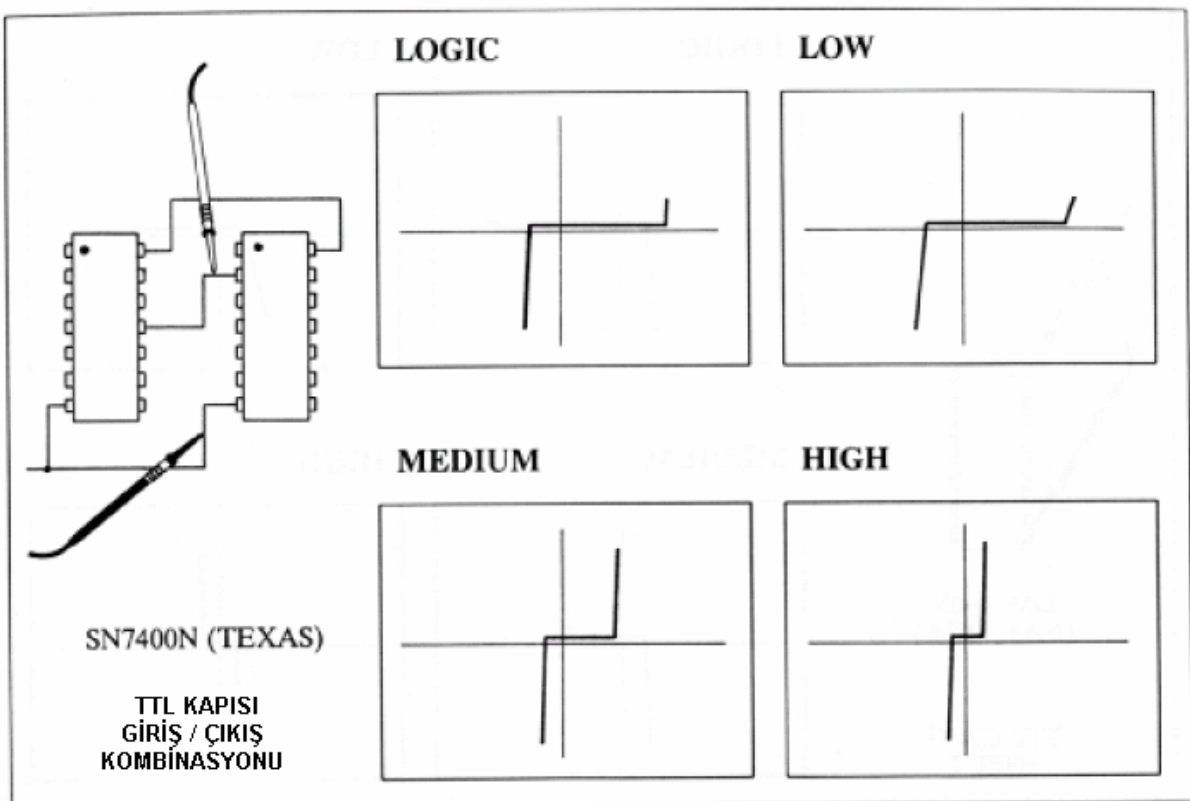 LOGIC
LOW
MEDIUM
HIGH
SN7400N (TEXAS)
TTL KAPISI
GİRİŞ / ÇIKIŞ
KOMBİNASYONU